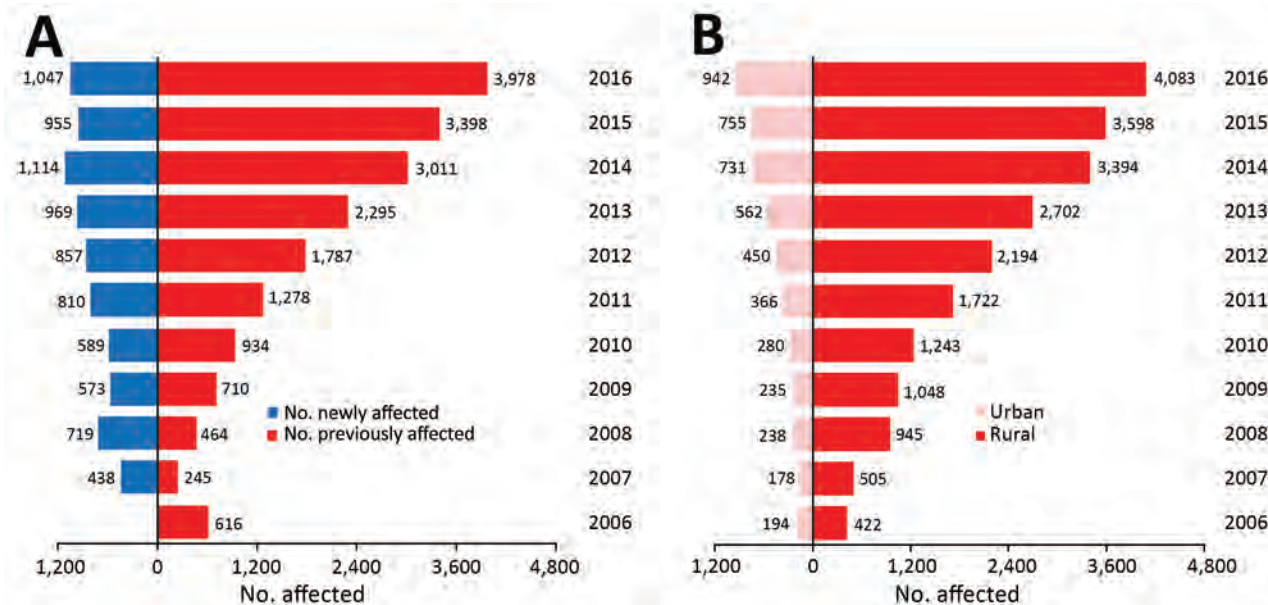 A
1,047 3,978 2016
955 3,398 2015
1,114 3,011 2014
969 2,295 2013
857 1,787 2012
810 1,278 2011
589 934 2010
573 710 2009
719 464 2008
438 245 2007
616 2006
No. newly affected
No. previously affected
1,200 0 1,200 2,400 3,600 4,800
No. affected
B
942 4,083 2016
755 3,598 2015
731 3,394 2014
562 2,702 2013
450 2,194 2012
366 1,722 2011
280 1,243 2010
235 1,048 2009
238 945 2008
178 505 2007
194 422 2006
Urban
Rural
1,200 0 1,200 2,400 3,600 4,800
No. affected